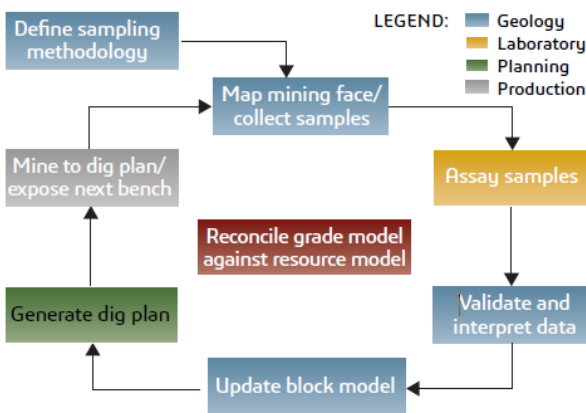 Define sampling
methodology
LEGEND:
Geology
Laboratory
Planning
Production
Map mining face/
collect samples
Mine to dig plan/
expose next bench
Assay samples
Reconcile grade model
against resource model
Generate dig plan
Validate and
interpret data
Update block model